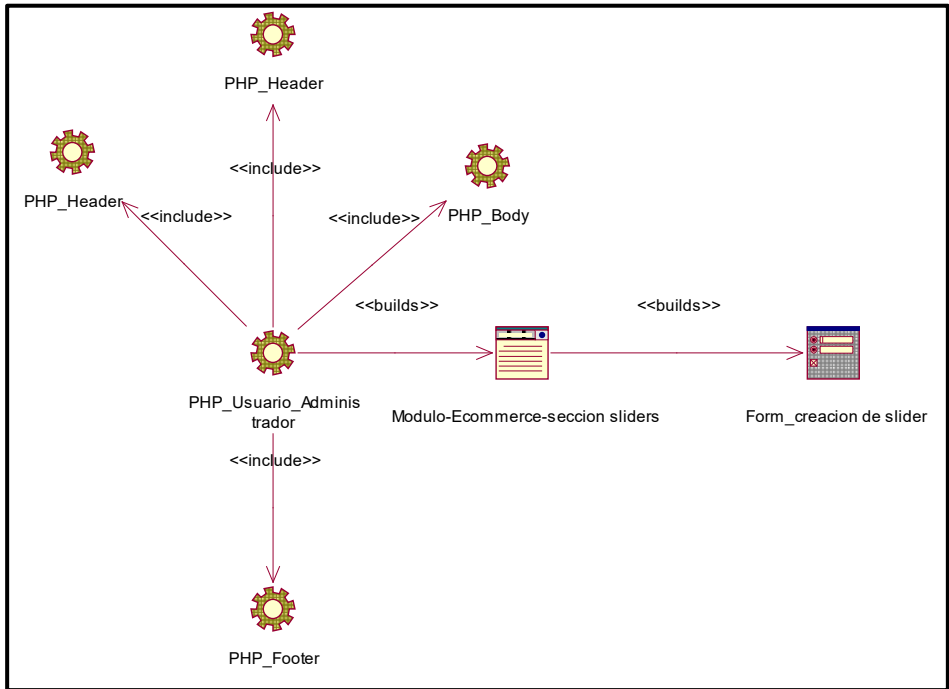 PHP_Header
<<include>>
PHP_Header
<<include>>
<<include>>
PHP_Body
<<builds>>
<<builds>>
PHP_Usuario_Adminis
trador
Modulo-Ecommerce-seccion sliders
Form_creacion de slider
<<include>>
PHP_Footer